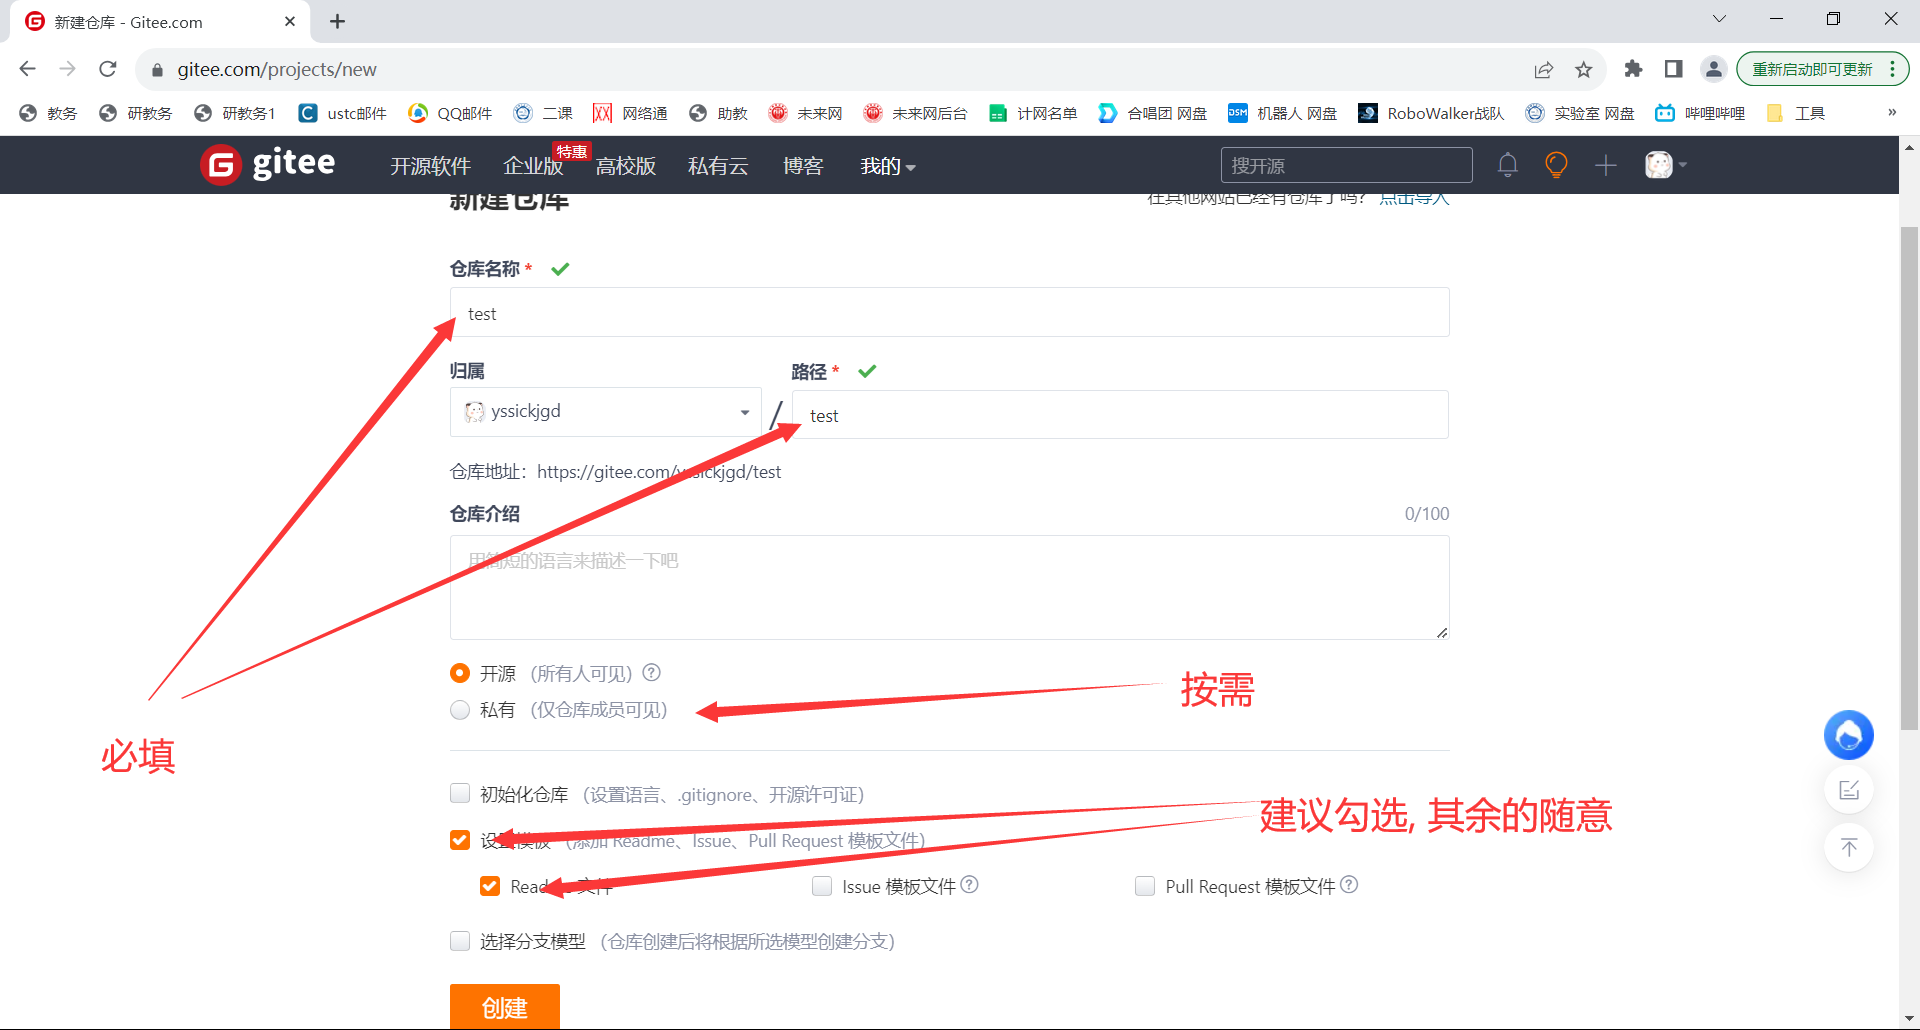 新建仓库 - Gitee.com
gitee.com/projects/new
重新启动即可更新
教务 研教务 研教务1 ustc邮件 QQ邮件 二课 网络通 助教 未来网 未来网后台 计网名单 合唱团 网盘 机器人 网盘 RoboWalker战队 实验室 网盘 哔哩哔哩 工具 »
gitee 开源软件 企业版 特惠 高校版 私有云 博客 我的 搜开源
新建仓库 在其他网站已经有仓库了吗? 点击导入
仓库名称 *
test
归属 路径 *
yssickjgd / test
仓库地址：https://gitee.com/yssickjgd/test
仓库介绍 0/100
用简短的语言来描述一下吧
开源 (所有人可见) ?
私有 (仅仓库成员可见)
按需
必填
初始化仓库 (设置语言、.gitignore、开源许可证)
建议勾选, 其余的随意
设置模板 (添加 Readme、Issue、Pull Request 模板文件)
Readme 文件 Issue 模板文件 ? Pull Request 模板文件 ?
选择分支模型 (仓库创建后将根据所选模型创建分支)
创建